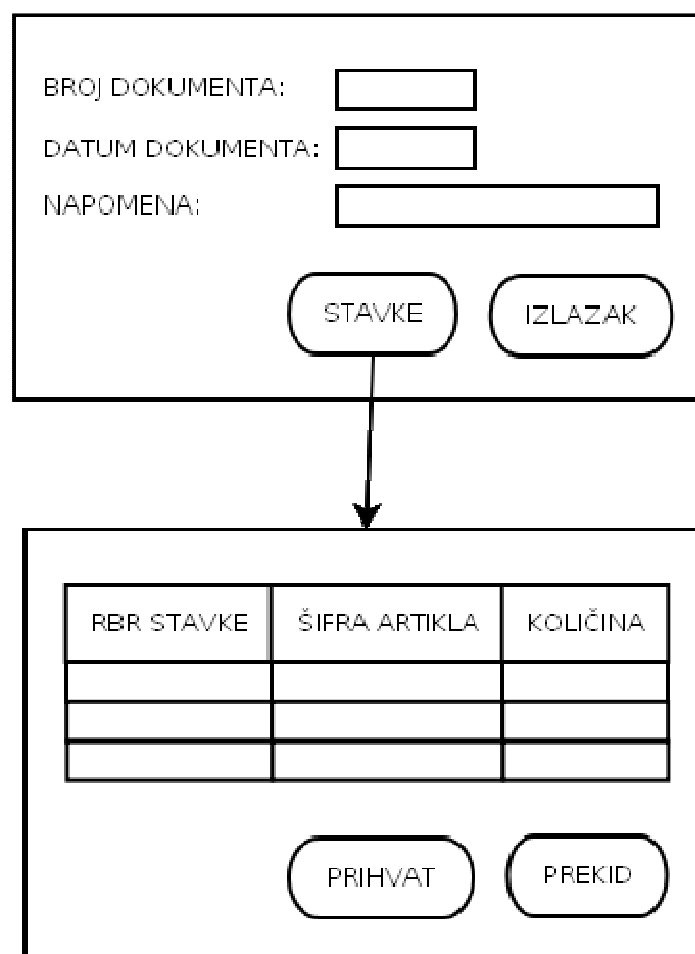 BROJ DOKUMENTA:
DATUM DOKUMENTA:
NAPOMENA:
STAVKE IZLAZAK
RBR STAVKE ŠIFRA ARTIKLA KOLIČINA
PRIHVAT PREKID